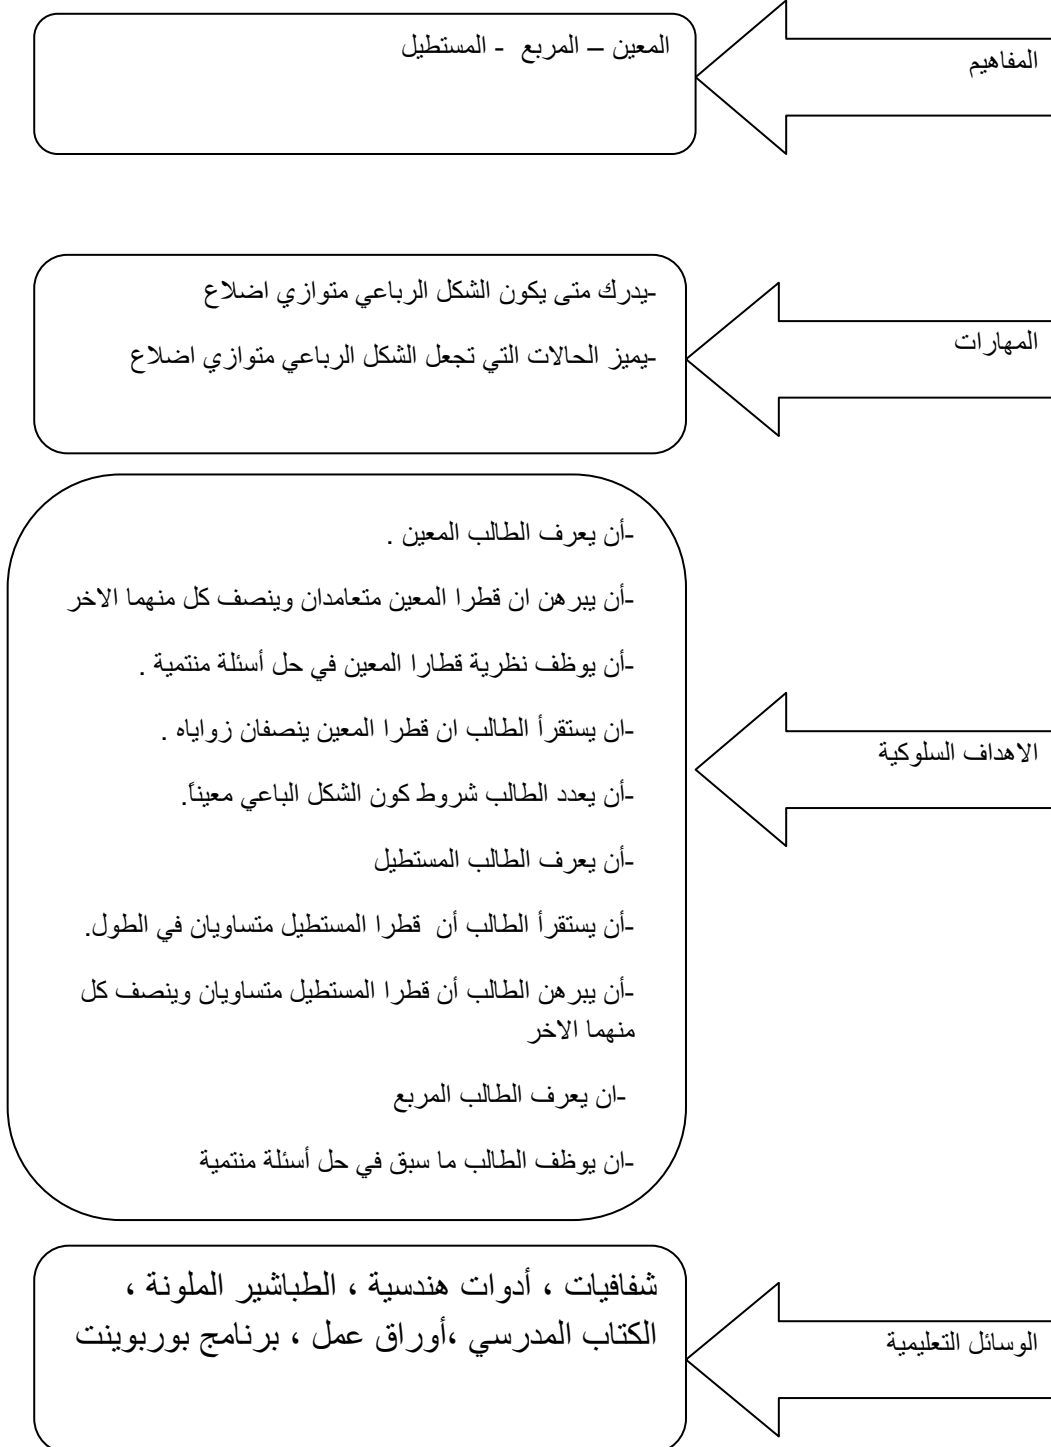 المفاهيم
المعين – المربع - المستطيل
المهارات
-يدرك متى يكون الشكل الرباعي متوازي اضلاع
-يميز الحالات التي تجعل الشكل الرباعي متوازي اضلاع
الاهداف السلوكية
-أن يعرف الطالب المعين .
-أن يبرهن ان قطرا المعين متعامدان وينصف كل منهما الاخر
-أن يوظف نظرية قطارا المعين في حل أسئلة منتمية .
-ان يستقرأ الطالب ان قطرا المعين ينصفان زواياه .
-أن يعدد الطالب شروط كون الشكل الباعي معيناً.
-أن يعرف الطالب المستطيل
-أن يستقرأ الطالب أن قطرا المستطيل متساويان في الطول.
-أن يبرهن الطالب أن قطرا المستطيل متساويان وينصف كل
منهما الاخر
-ان يعرف الطالب المربع
-ان يوظف الطالب ما سبق في حل أسئلة منتمية
الوسائل التعليمية
شفافيات ، أدوات هندسية ، الطباشير الملونة ،
الكتاب المدرسي ،أوراق عمل ، برنامج بوربوينت